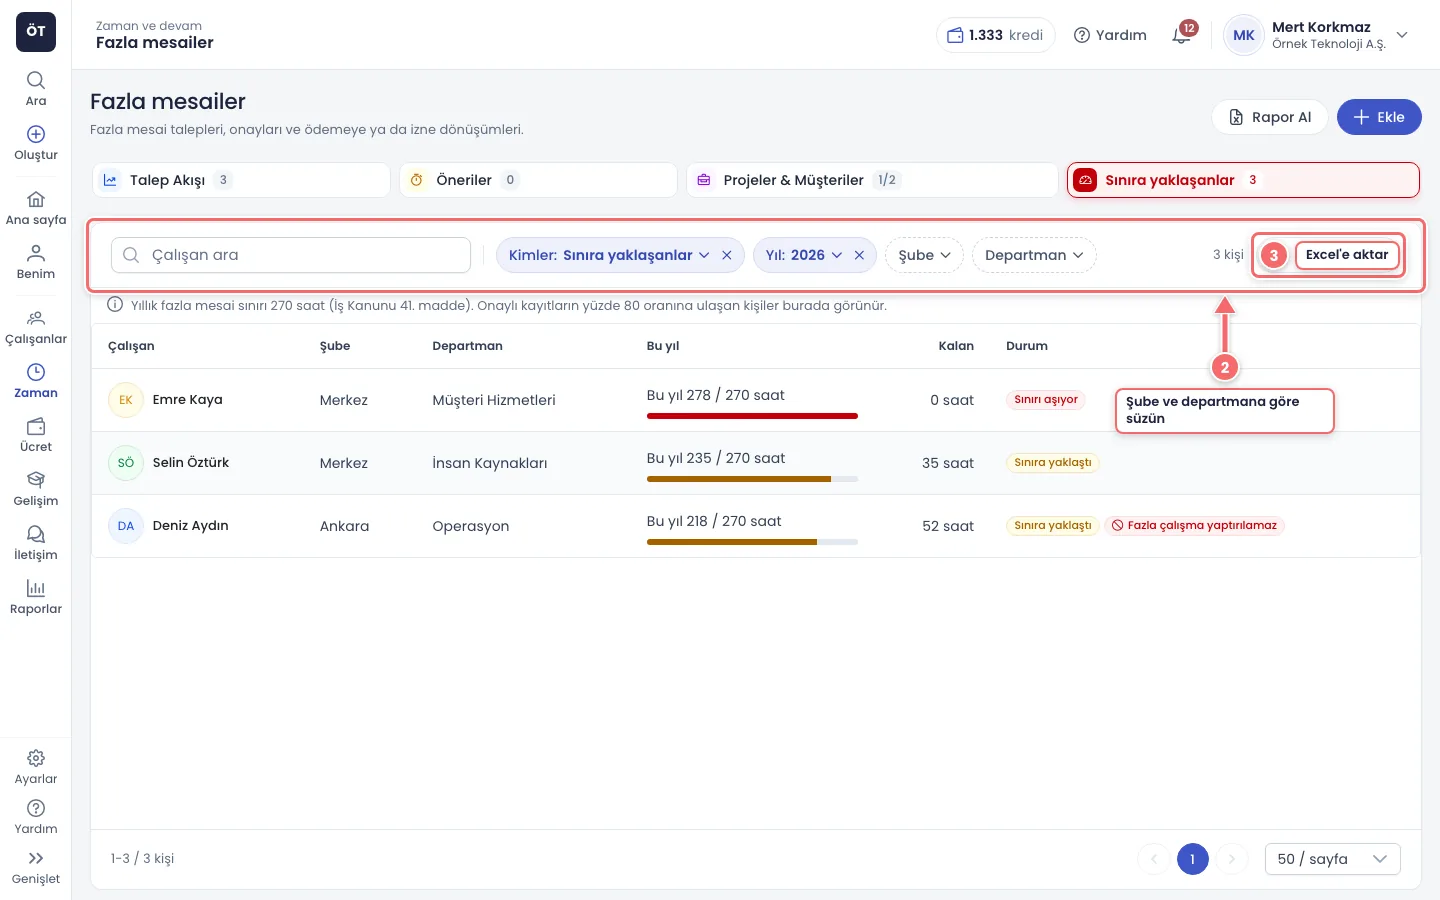 ÖT
Ara
Oluştur
Ana sayfa
Benim
Çalışanlar
Zaman
Ücret
Gelişim
İletişim
Raporlar
Ayarlar
Yardım
Genişlet
Zaman ve devam
Fazla mesailer
1.333 kredi
Yardım
12
MK
Mert Korkmaz
Örnek Teknoloji A.Ş.
Fazla mesailer
Fazla mesai talepleri, onayları ve ödemeye ya da izne dönüşümleri.
Rapor Al
Ekle
Talep Akışı 3
Öneriler 0
Projeler & Müşteriler 1/2
Sınıra yaklaşanlar 3
Çalışan ara
Kimler: Sınıra yaklaşanlar
Yıl: 2026
Şube
Departman
3 kişi
3
Excel'e aktar
Yıllık fazla mesai sınırı 270 saat (İş Kanunu 41. madde). Onaylı kayıtların yüzde 80 oranına ulaşan kişiler burada görünür.
Çalışan Şube Departman Bu yıl Kalan Durum
2
Şube ve departmana göre
süzün
EK Emre Kaya Merkez Müşteri Hizmetleri Bu yıl 278 / 270 saat 0 saat Sınırı aşıyor
SÖ Selin Öztürk Merkez İnsan Kaynakları Bu yıl 235 / 270 saat 35 saat Sınıra yaklaştı
DA Deniz Aydın Ankara Operasyon Bu yıl 218 / 270 saat 52 saat Sınıra yaklaştı Fazla çalışma yaptırılamaz
1-3 / 3 kişi
1
50 / sayfa